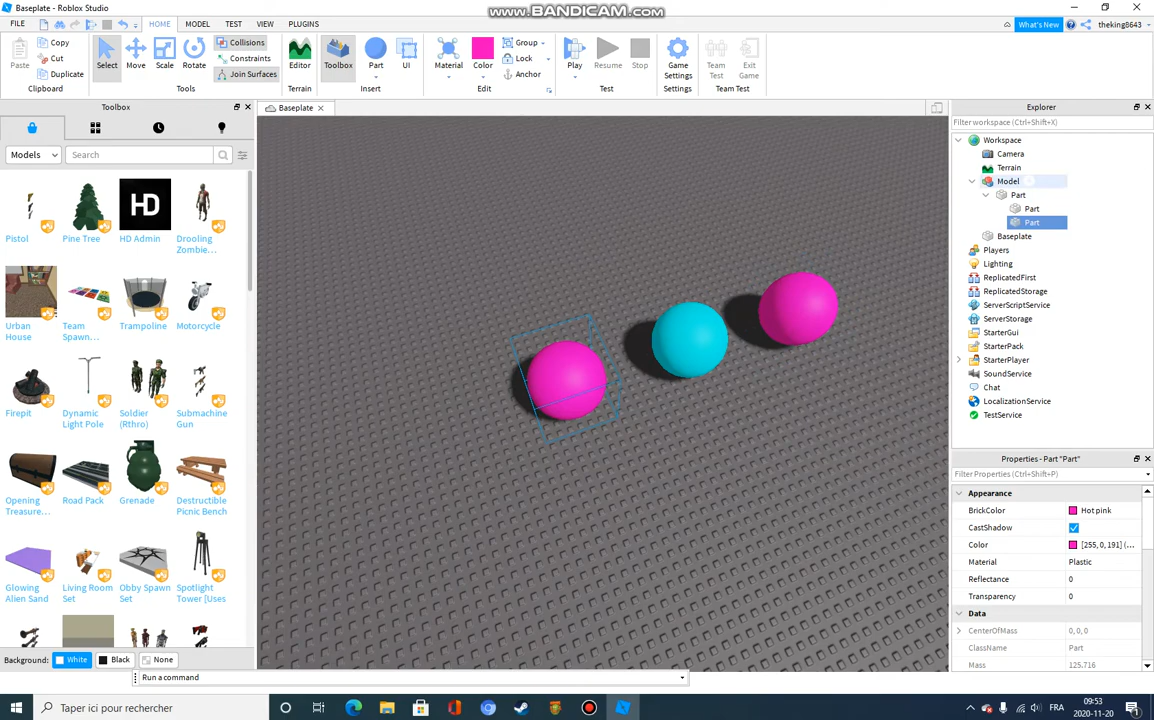 Baseplate - Roblox Studio
www.BANDICAM.com
FILE HOME MODEL TEST VIEW PLUGINS What's New theking8643
Paste Copy Cut Duplicate Clipboard
Select Move Scale Rotate Collisions Constraints Join Surfaces Tools
Editor Terrain
Toolbox Part UI Insert
Material Color Group Lock Anchor Edit
Play Resume Stop Test
Game Settings Settings
Team Test Exit Game Team Test
Toolbox
Models Search
Pistol Pine Tree HD Admin Drooling Zombie...
HD
Urban House Team Spawn... Trampoline Motorcycle
Firepit Dynamic Light Pole Soldier (Rthro) Submachine Gun
Opening Treasure... Road Pack Grenade Destructible Picnic Bench
Glowing Alien Sand Living Room Set Obby Spawn Set Spotlight Tower [Uses
Background: White Black None
Baseplate
Run a command
Explorer
Filter workspace (Ctrl+Shift+X)
Workspace
Camera
Terrain
Model
Part
Part
Part
Baseplate
Players
Lighting
ReplicatedFirst
ReplicatedStorage
ServerScriptService
ServerStorage
StarterGui
StarterPack
StarterPlayer
SoundService
Chat
LocalizationService
TestService
Properties - Part "Part"
Filter Properties (Ctrl+Shift+P)
Appearance
BrickColor Hot pink
CastShadow
Color [255, 0, 191] (...
Material Plastic
Reflectance 0
Transparency 0
Data
CenterOfMass 0, 0, 0
ClassName Part
Mass 125.716
Taper ici pour rechercher
FRA
09:53
2020-11-20
1